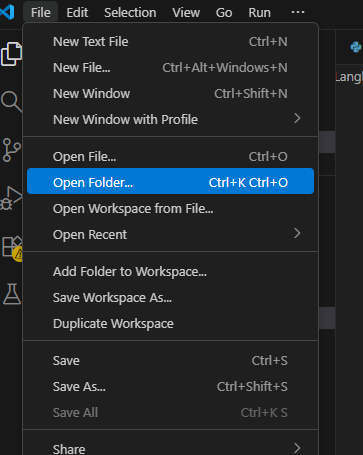 File Edit Selection View Go Run ···
New Text File Ctrl+N
New File... Ctrl+Alt+Windows+N
New Window Ctrl+Shift+N
New Window with Profile
Open File... Ctrl+O
Open Folder... Ctrl+K Ctrl+O
Open Workspace from File...
Open Recent
Add Folder to Workspace...
Save Workspace As...
Duplicate Workspace
Save Ctrl+S
Save As... Ctrl+Shift+S
Save All Ctrl+K S
Share